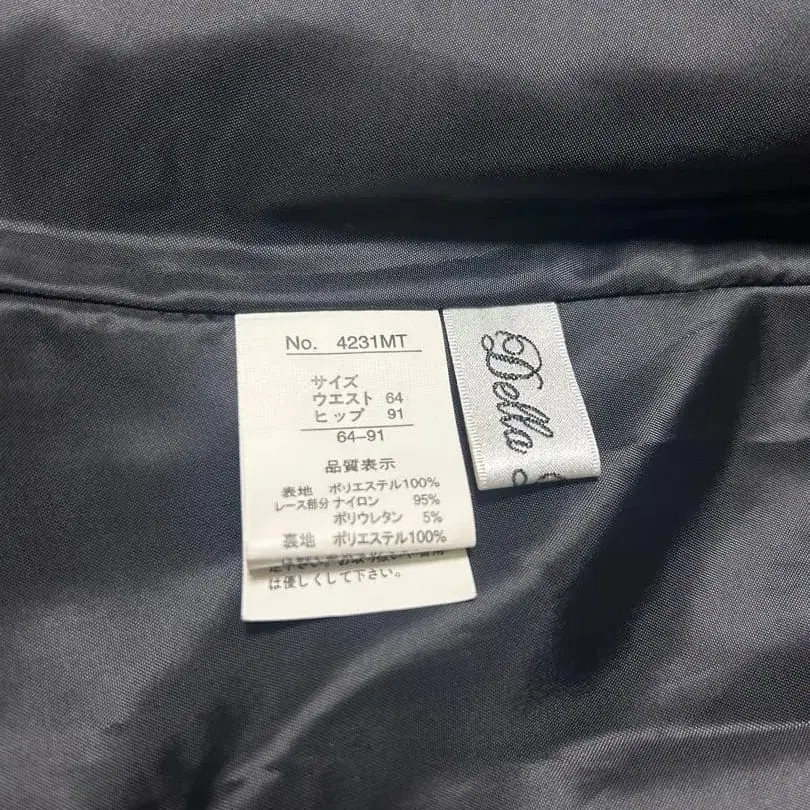 No. 4231MT
サイズ
ウエスト 64
ヒップ 91
64-91
品質表示
表地 ポリエステル100%
レース部分 ナイロン 95%
ポリウレタン 5%
裏地 ポリエステル100%
は優しくして下さい。
Della